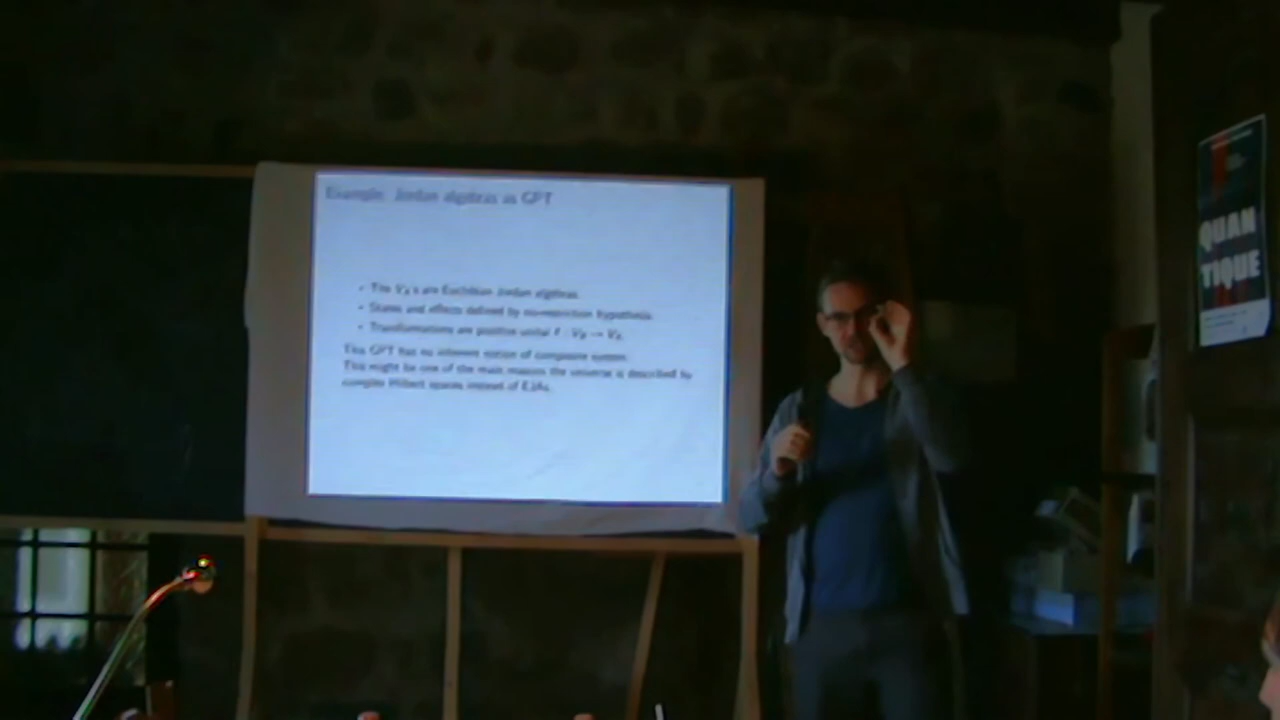 Example: Jordan algebras as GPT
• The V_A's are Euclidean Jordan algebras.
• States and effects defined by no-restriction hypothesis.
• Transformations are positive unital f : V_B → V_A.
This GPT has no inherent notion of composite system.
This might be one of the main reasons the universe is described by
complex Hilbert spaces instead of EJAs.
QUAN
TIQUE